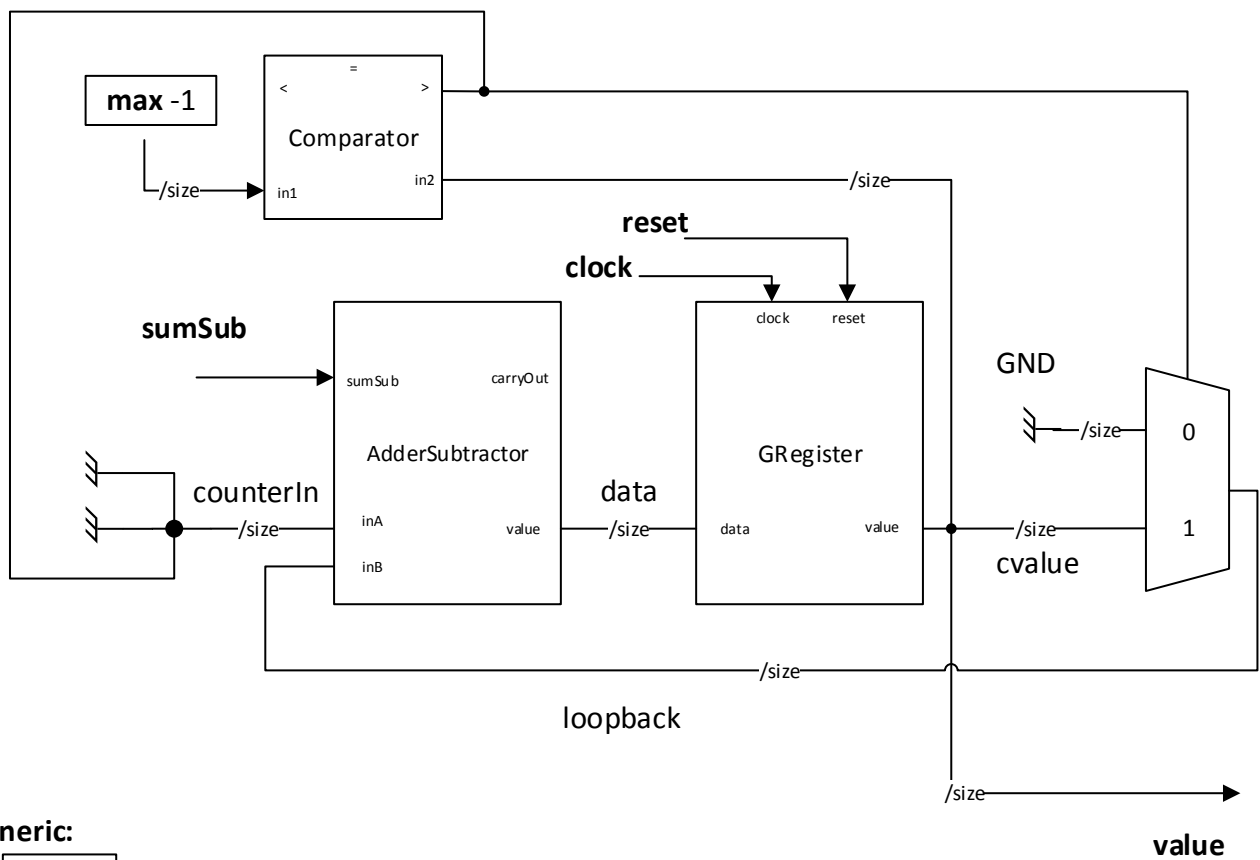 =
<
>
max -1
Comparator
/size
in1
in2
/size
reset
clock
clock
reset
sumSub
sumSub
carryOut
GND
/size
0
AdderSubtractor
GRegister
counterIn
data
/size
inA
value
/size
data
value
/size
1
inB
cvalue
/size
loopback
/size
neric:
value